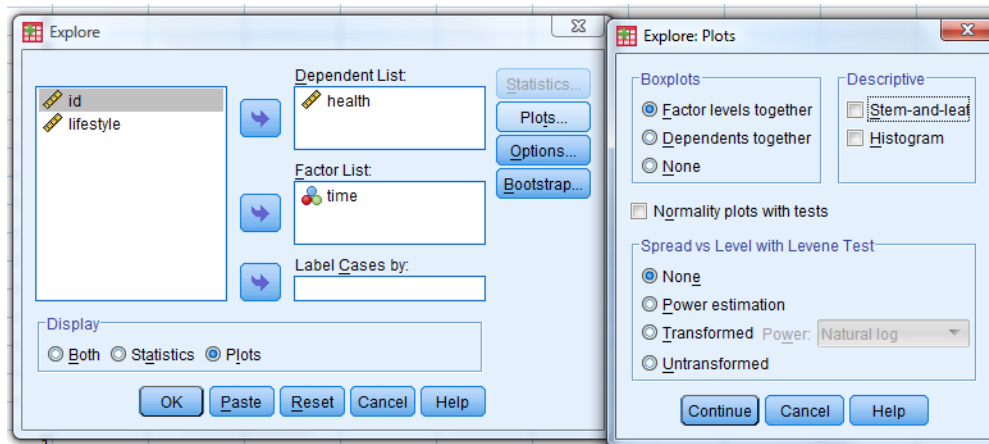 Explore
Dependent List:
id
lifestyle
health
Statistics...
Plots...
Options...
Bootstrap...
Factor List:
time
Label Cases by:
Display
Both Statistics Plots
OK Paste Reset Cancel Help
Explore: Plots
Boxplots
Factor levels together
Dependents together
None
Descriptive
Stem-and-leaf
Histogram
Normality plots with tests
Spread vs Level with Levene Test
None
Power estimation
Transformed Power: Natural log
Untransformed
Continue Cancel Help